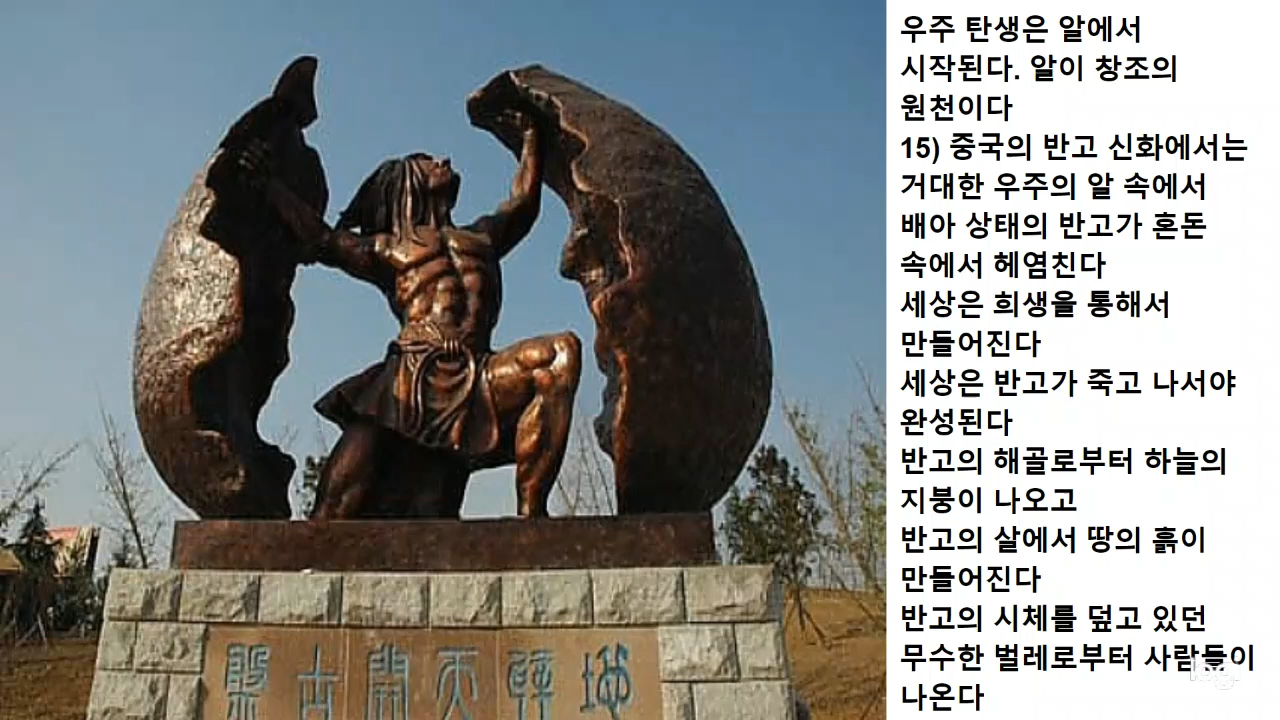 우주 탄생은 알에서
시작된다. 알이 창조의
원천이다
15) 중국의 반고 신화에서는
거대한 우주의 알 속에서
배아 상태의 반고가 혼돈
속에서 헤엄친다
세상은 희생을 통해서
만들어진다
세상은 반고가 죽고 나서야
완성된다
반고의 해골로부터 하늘의
지붕이 나오고
반고의 살에서 땅의 흙이
만들어진다
반고의 시체를 덮고 있던
무수한 벌레로부터 사람들이
나온다
盤古開天闢地